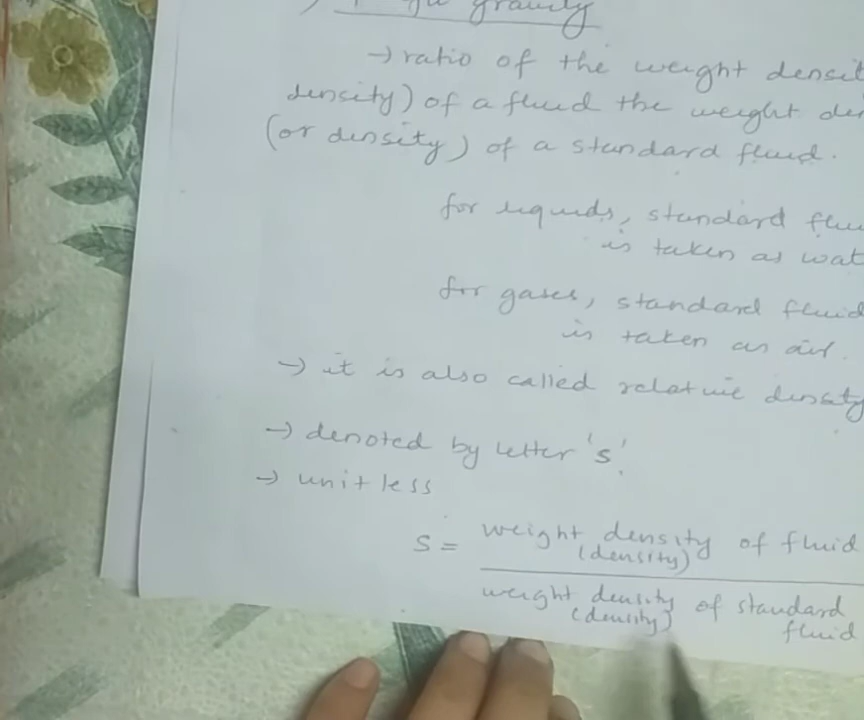 gravity
→ ratio of the weight densit
density) of a fluid the weight den
(or density) of a standard fluid.
for liquids, standard flu
is taken as wat
for gases, standard fluid
is taken as air.
→ it is also called relative density
→ denoted by letter 's'.
→ unitless
S = weight density of fluid
(density)
weight density of standard
(density) fluid